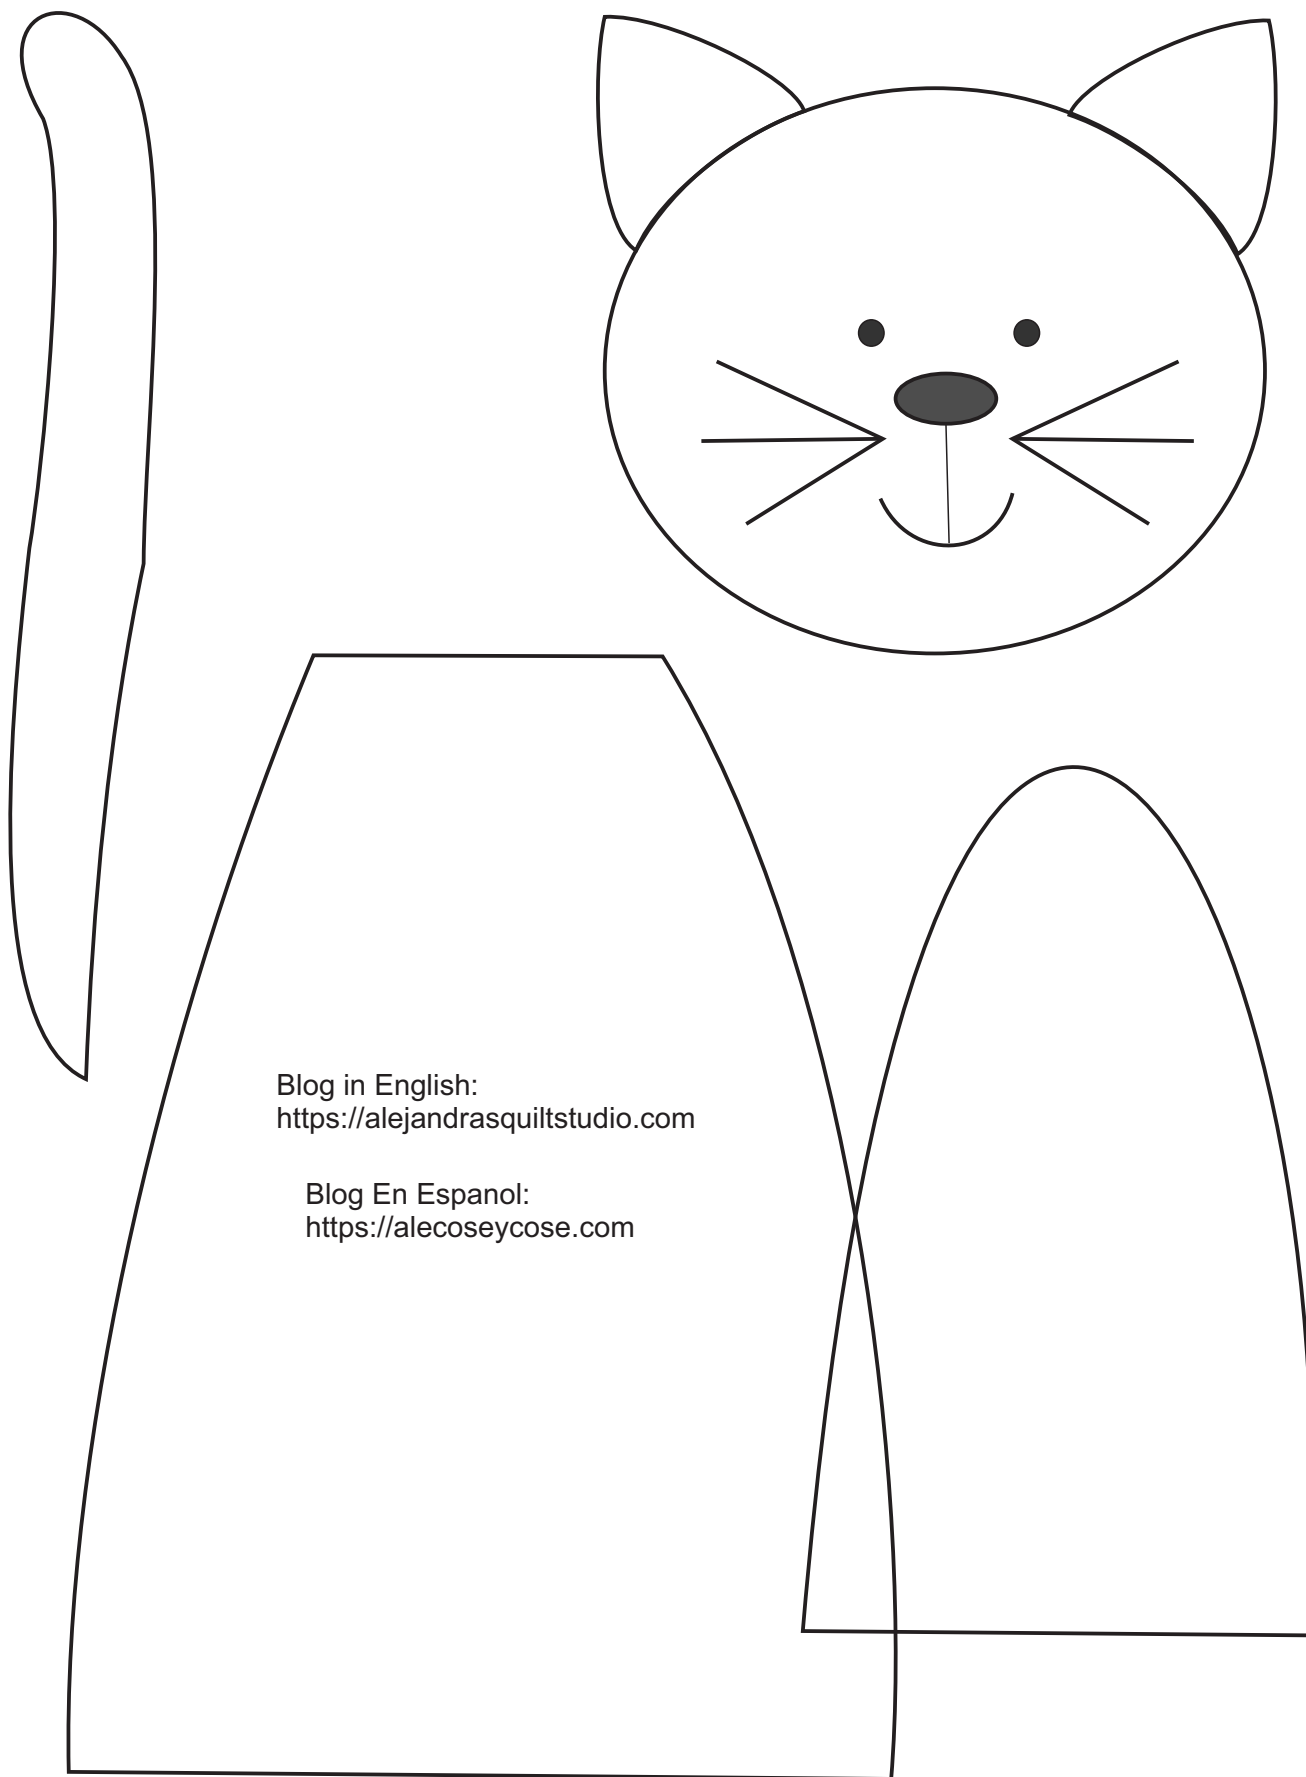 Blog in English:
https://alejandrasquiltstudio.com
Blog En Espanol:
https://alecoseycose.com